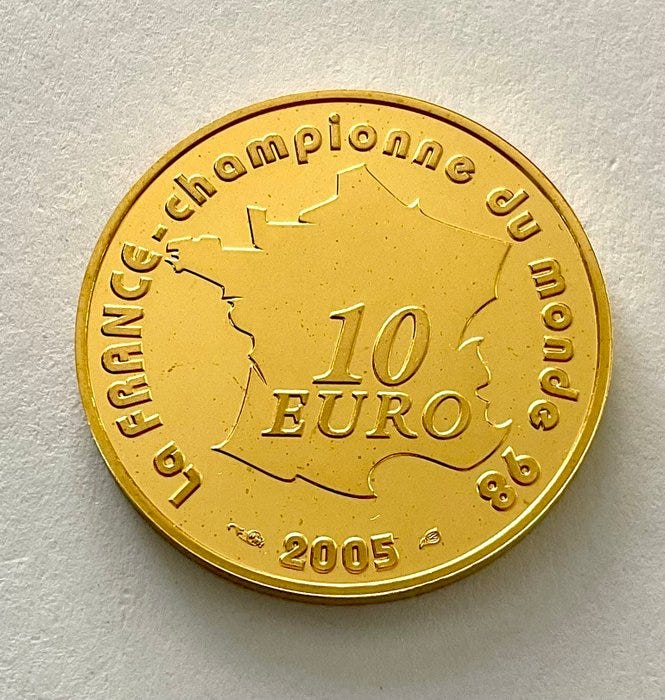 La FRANCE - championne du monde 98
10
EURO
2005